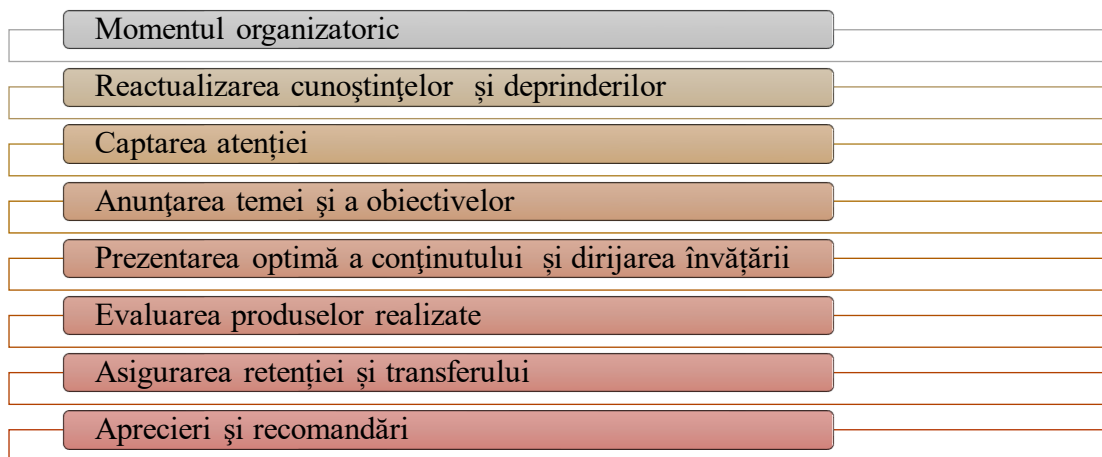 Momentul organizatoric
Reactualizarea cunoştinţelor și deprinderilor
Captarea atenției
Anunţarea temei şi a obiectivelor
Prezentarea optimă a conţinutului și dirijarea învățării
Evaluarea produselor realizate
Asigurarea retenției și transferului
Aprecieri şi recomandări